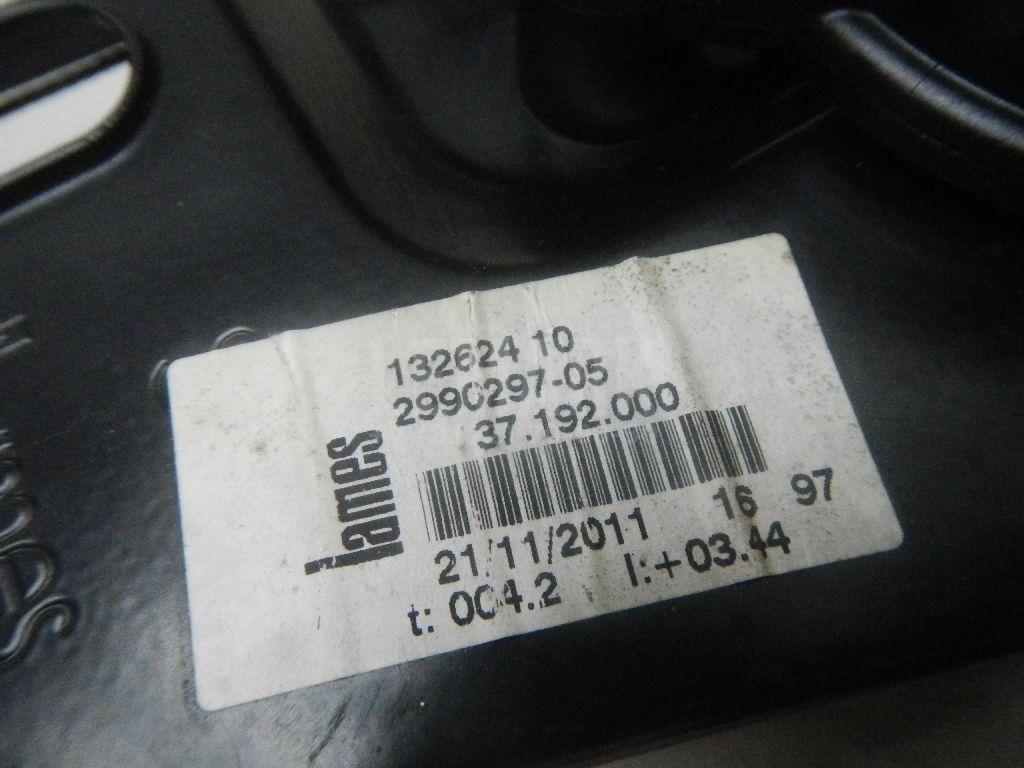 132624 10
2990297-05
37.192.000
lames
21/11/2011 16 97
t: 004.2 I:+03.44